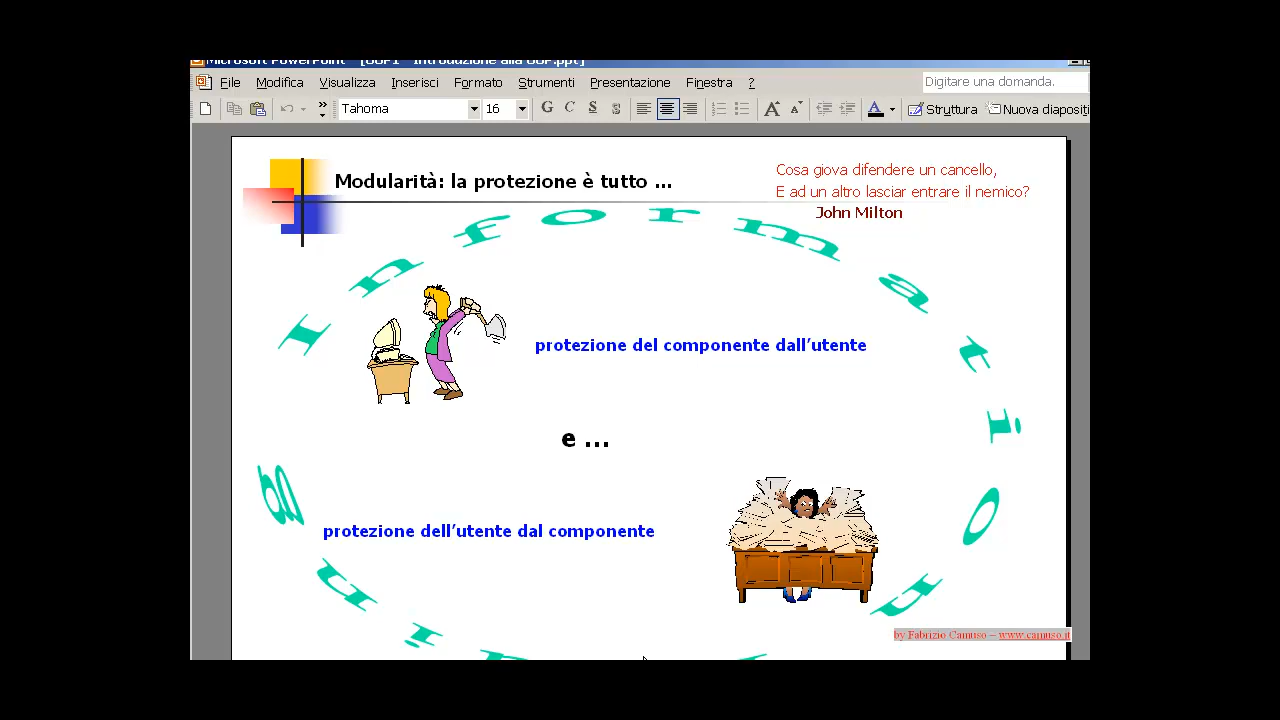 File Modifica Visualizza Inserisci Formato Strumenti Presentazione Finestra ? Digitare una domanda.
Tahoma 16 G C S S A A A Struttura Nuova
Modularità: la protezione è tutto ...
Cosa giova difendere un cancello,
E ad un altro lasciar entrare il nemico?
John Milton
Information
protezione del componente dall'utente
e ...
protezione dell'utente dal componente
by Fabrizio Camuso – www.camuso.it